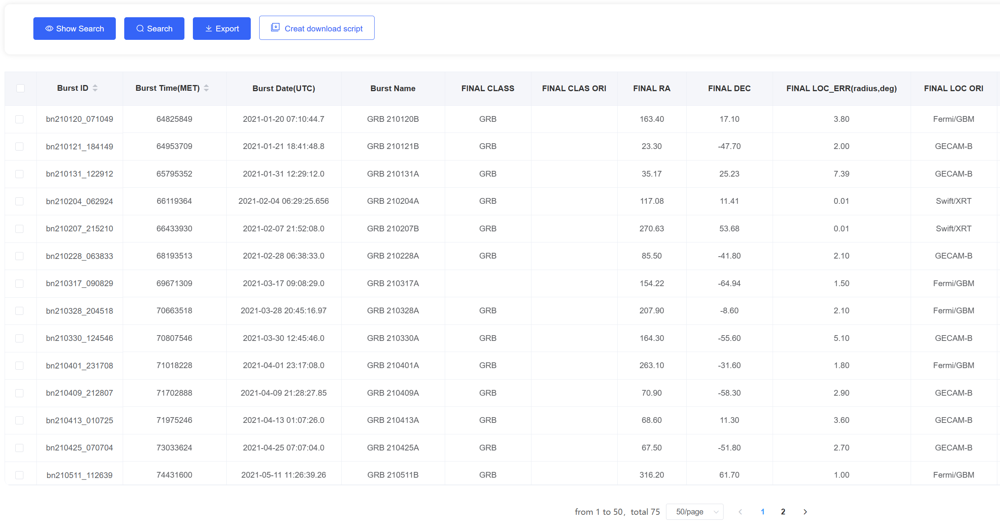 Show Search Search Export Creat download script
Burst ID Burst Time(MET) Burst Date(UTC) Burst Name FINAL CLASS FINAL CLAS ORI FINAL RA FINAL DEC FINAL LOC_ERR(radius,deg) FINAL LOC ORI
bn210120_071049 64825849 2021-01-20 07:10:44.7 GRB 210120B GRB 163.40 17.10 3.80 Fermi/GBM
bn210121_184149 64953709 2021-01-21 18:41:48.8 GRB 210121B GRB 23.30 -47.70 2.00 GECAM-B
bn210131_122912 65795352 2021-01-31 12:29:12.0 GRB 210131A GRB 35.17 25.23 7.39 GECAM-B
bn210204_062924 66119364 2021-02-04 06:29:25.656 GRB 210204A GRB 117.08 11.41 0.01 Swift/XRT
bn210207_215210 66433930 2021-02-07 21:52:08.0 GRB 210207B GRB 270.63 53.68 0.01 Swift/XRT
bn210228_063833 68193513 2021-02-28 06:38:33.0 GRB 210228A GRB 85.50 -41.80 2.10 GECAM-B
bn210317_090829 69671309 2021-03-17 09:08:29.0 GRB 210317A 154.22 -64.94 1.50 Fermi/GBM
bn210328_204518 70663518 2021-03-28 20:45:16.97 GRB 210328A GRB 207.90 -8.60 2.10 Fermi/GBM
bn210330_124546 70807546 2021-03-30 12:45:46.0 GRB 210330A GRB 164.30 -55.60 5.10 GECAM-B
bn210401_231708 71018228 2021-04-01 23:17:08.0 GRB 210401A GRB 263.10 -31.60 1.80 Fermi/GBM
bn210409_212807 71702888 2021-04-09 21:28:27.85 GRB 210409A GRB 70.90 -58.30 2.90 GECAM-B
bn210413_010725 71975246 2021-04-13 01:07:26.0 GRB 210413A GRB 68.60 11.30 3.60 GECAM-B
bn210425_070704 73033624 2021-04-25 07:07:04.0 GRB 210425A GRB 67.50 -51.80 2.70 GECAM-B
bn210511_112639 74431600 2021-05-11 11:26:39.26 GRB 210511B GRB 316.20 61.70 1.00 Fermi/GBM
from 1 to 50, total 75 50/page 1 2